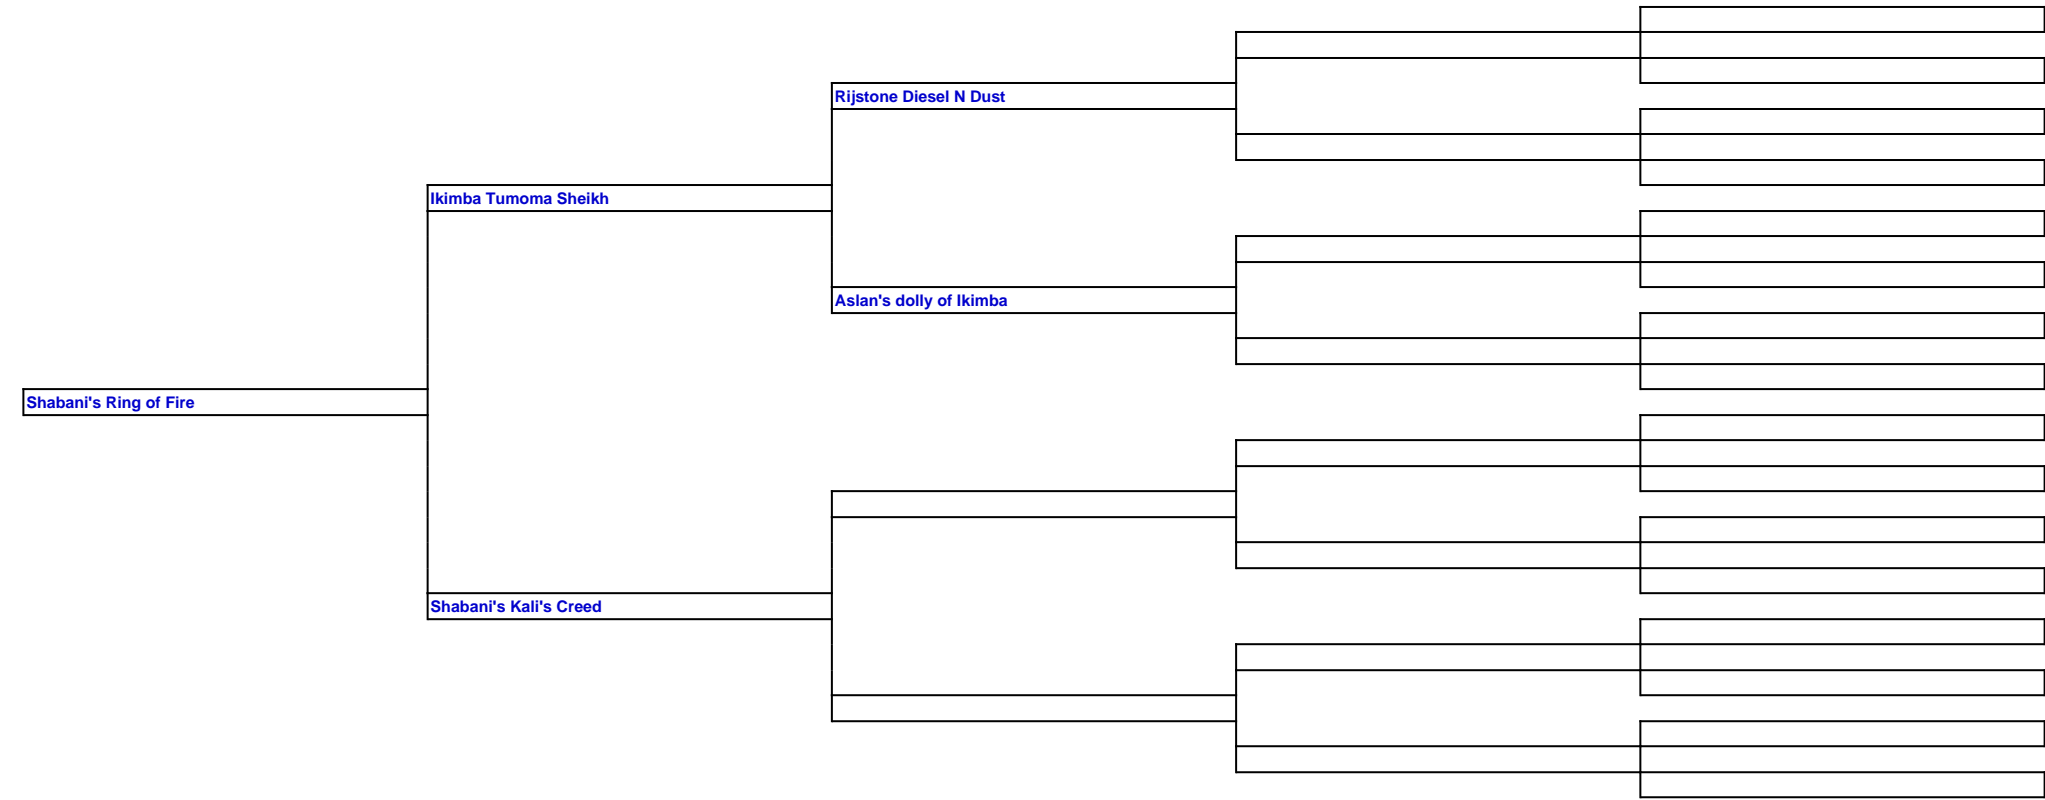 Rijstone Diesel N Dust
Ikimba Tumoma Sheikh
Aslan's dolly of Ikimba
Shabani's Ring of Fire
Shabani's Kali's Creed